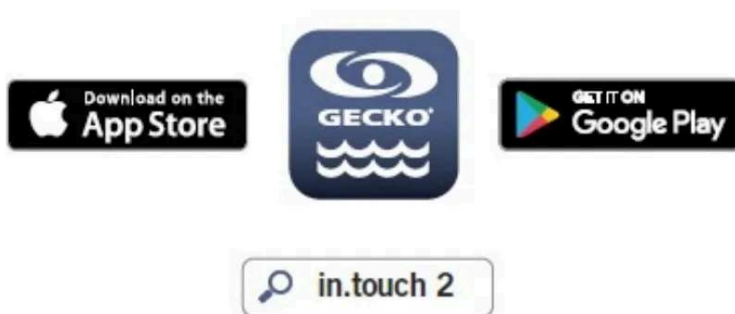 Download on the
App Store
GECKO®
GET IT ON
Google Play
in.touch 2